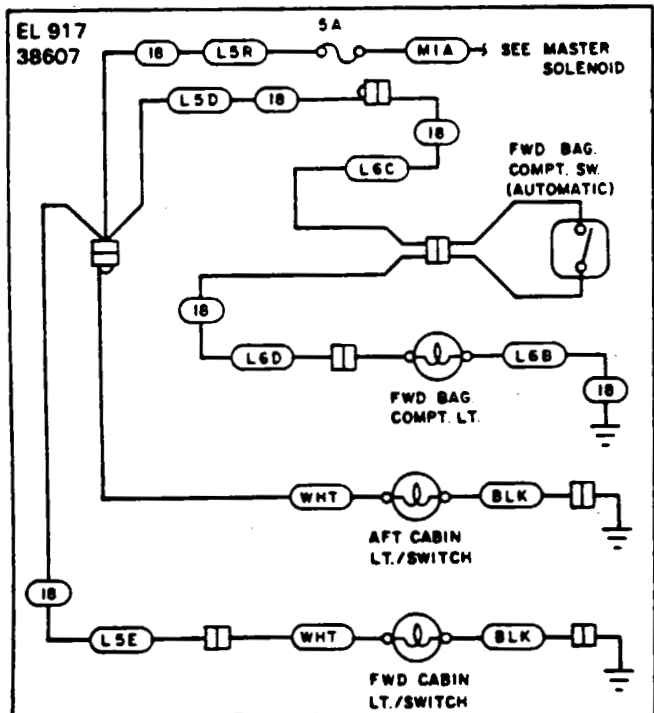 EL 917
38607
5A
18 L5R M1A SEE MASTER
SOLENOID
L5D 18
18
L6C
FWD BAG.
COMPT. SW.
(AUTOMATIC)
18
L6D L6B
18
FWD BAG.
COMPT. LT.
WHT BLK
AFT CABIN
LT./SWITCH
18
L5E WHT BLK
FWD CABIN
LT./SWITCH